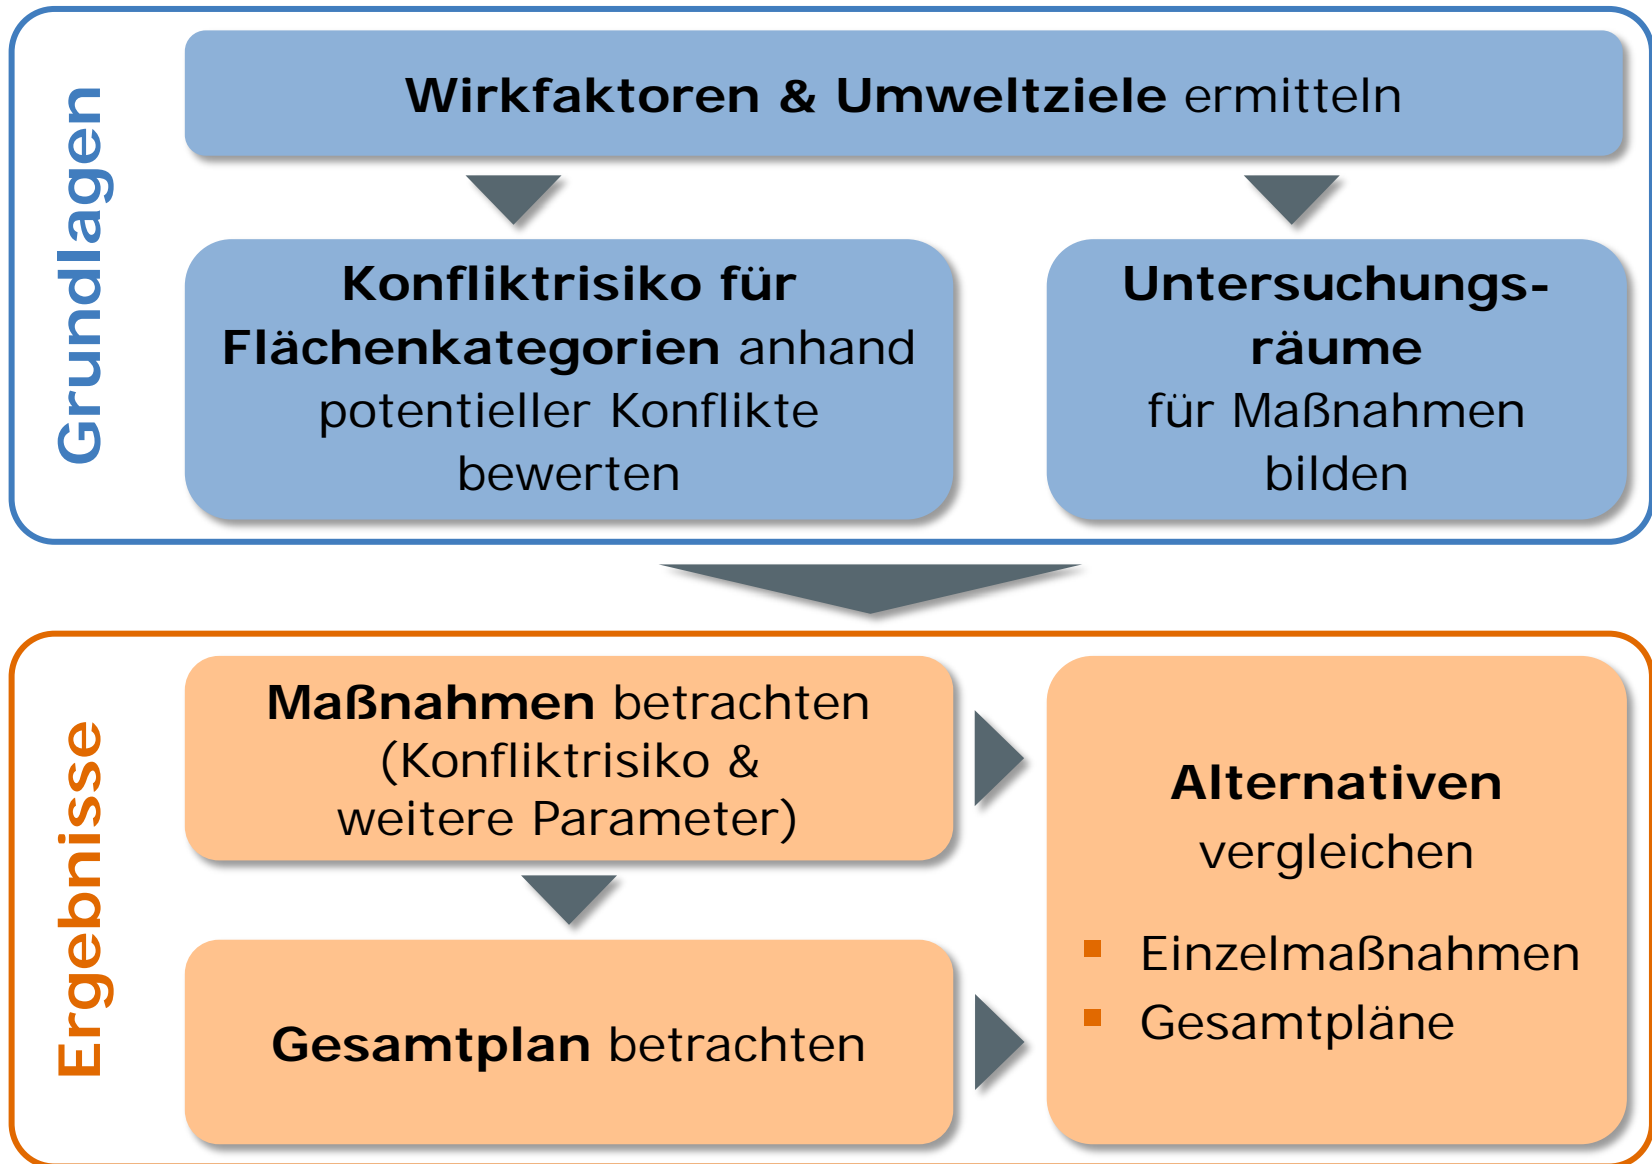 Grundlagen
Wirkfaktoren & Umweltziele ermitteln
Konfliktrisiko für
Flächenkategorien anhand
potentieller Konflikte
bewerten
Untersuchungs-
räume
für Maßnahmen
bilden
Ergebnisse
Maßnahmen betrachten
(Konfliktrisiko &
weitere Parameter)
Gesamtplan betrachten
Alternativen
vergleichen
Einzelmaßnahmen
Gesamtpläne